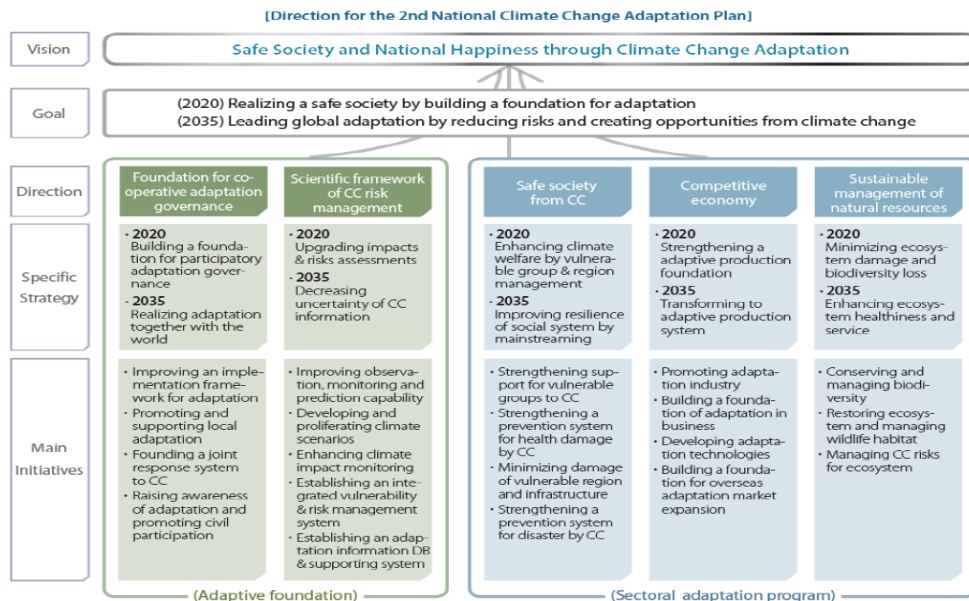 [Direction for the 2nd National Climate Change Adaptation Plan]
Vision
Safe Society and National Happiness through Climate Change Adaptation
Goal
(2020) Realizing a safe society by building a foundation for adaptation
(2035) Leading global adaptation by reducing risks and creating opportunities from climate change
Direction
Foundation for co-
operative adaptation
governance
Scientific framework
of CC risk
management
Safe society
from CC
Competitive
economy
Sustainable
management of
natural resources
Specific
Strategy
· 2020
Building a foundation
for participatory
adaptation gover-
nance
· 2035
Realizing adaptation
together with the
world
· 2020
Upgrading impacts
& risks assessments
· 2035
Decreasing
uncertainty of CC
information
· 2020
Enhancing climate
welfare by vulnera-
ble group & region
management
· 2035
Improving resilience
of social system by
mainstreaming
· 2020
Strengthening a
adaptive production
foundation
· 2035
Transforming to
adaptive production
system
· 2020
Minimizing ecosys-
tem damage and
biodiversity loss
· 2035
Enhancing ecosys-
tem healthiness and
service
Main
Initiatives
· Improving an imple-
mentation frame-
work for adaptation
· Promoting and
supporting local
adaptation
· Founding a joint
response system
to CC
· Raising awareness
of adaptation and
promoting civil
participation
· Improving observa-
tion, monitoring and
prediction capability
· Developing and
proliferating climate
scenarios
· Enhancing climate
impact monitoring
· Establishing an inte-
grated vulnerability
& risk management
system
· Establishing an adap-
tation information DB
& supporting system
· Strengthening sup-
port for vulnerable
groups to CC
· Strengthening a
prevention system
for health damage
by CC
· Minimizing damage
of vulnerable region
and infrastructure
· Strengthening a
prevention system
for disaster by CC
· Promoting adapta-
tion industry
· Building a foundation
of adaptation in
business
· Developing adapta-
tion technologies
· Building a founda-
tion for overseas
adaptation market
expansion
· Conserving and
managing biodi-
versity
· Restoring ecosys-
tem and managing
wildlife habitat
· Managing CC risks
for ecosystem
(Adaptive foundation)
(Sectoral adaptation program)